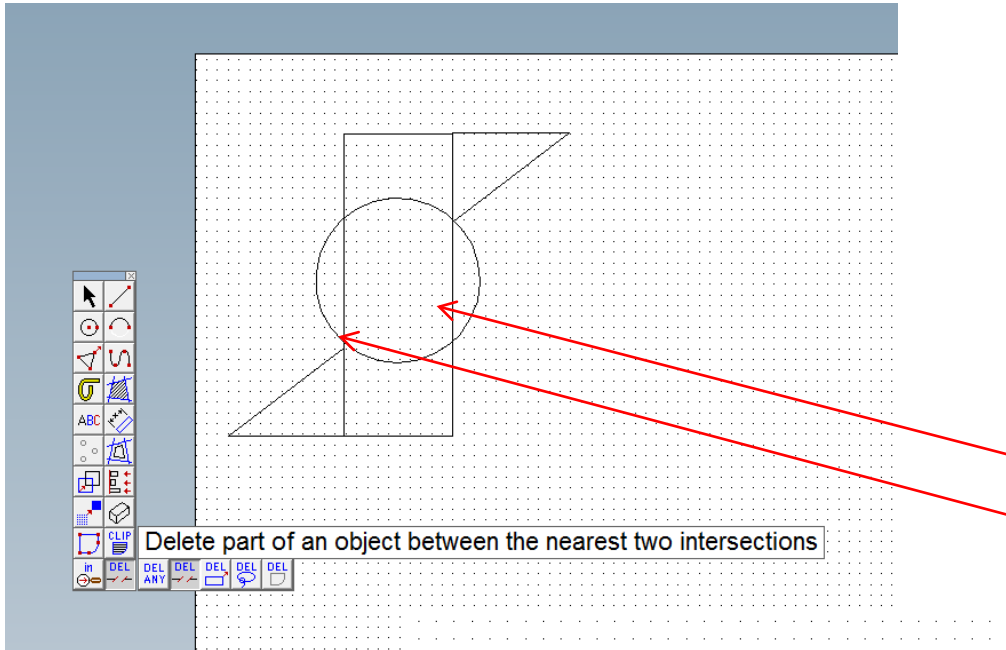 ABC
CLIP
Delete part of an object between the nearest two intersections
in DEL DEL ANY DEL DEL DEL DEL